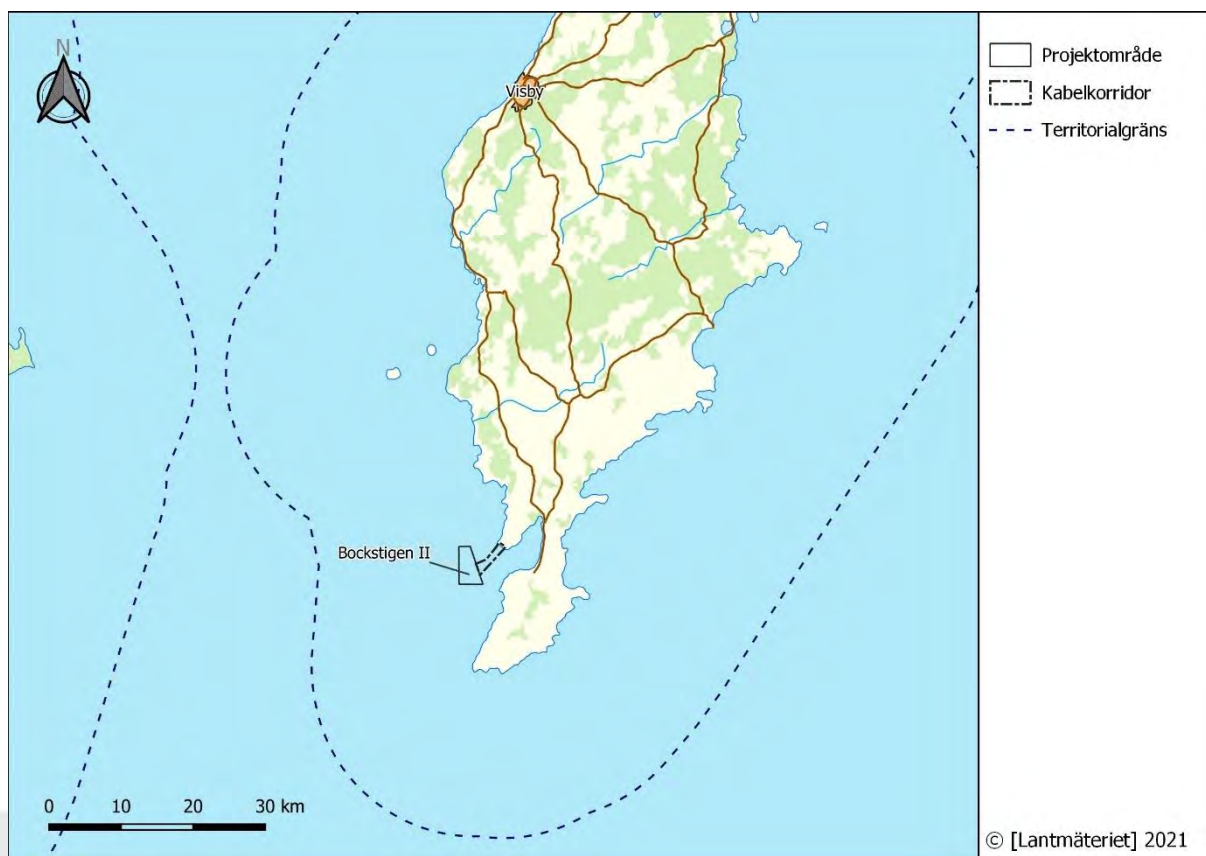 N
Visby
Bockstigen II
0 10 20 30 km
Projektområde
Kabelkorridor
Territorialgräns
© [Lantmäteriet] 2021